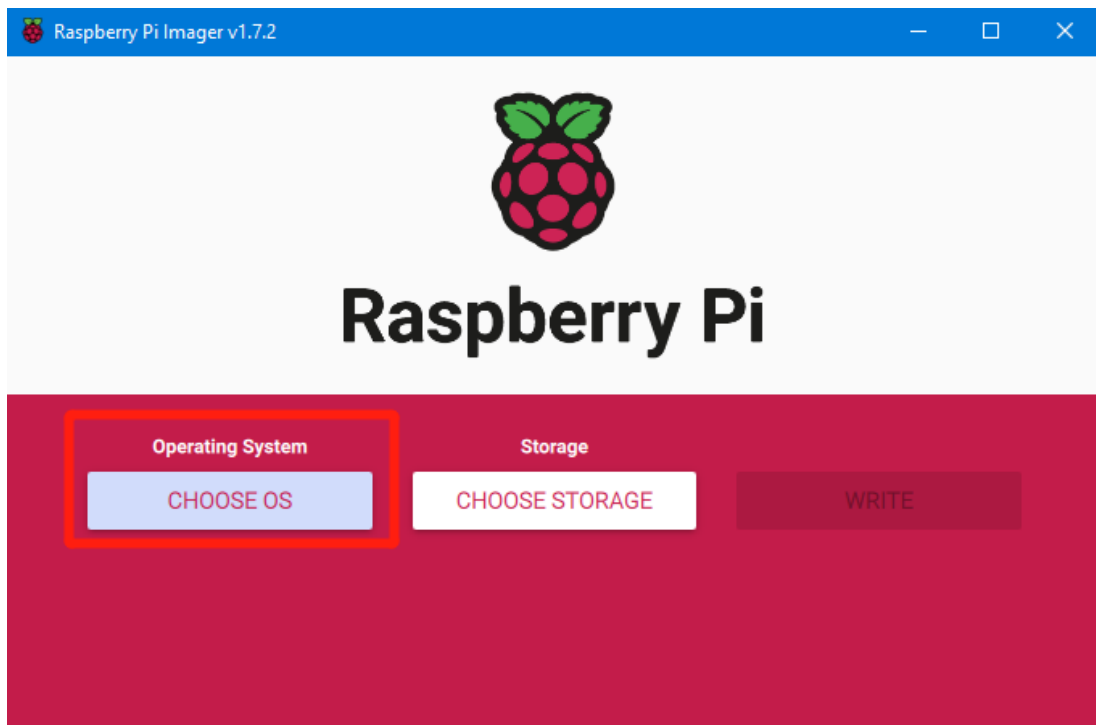 Raspberry Pi Imager v1.7.2
Raspberry Pi
Operating System
CHOOSE OS
Storage
CHOOSE STORAGE
WRITE